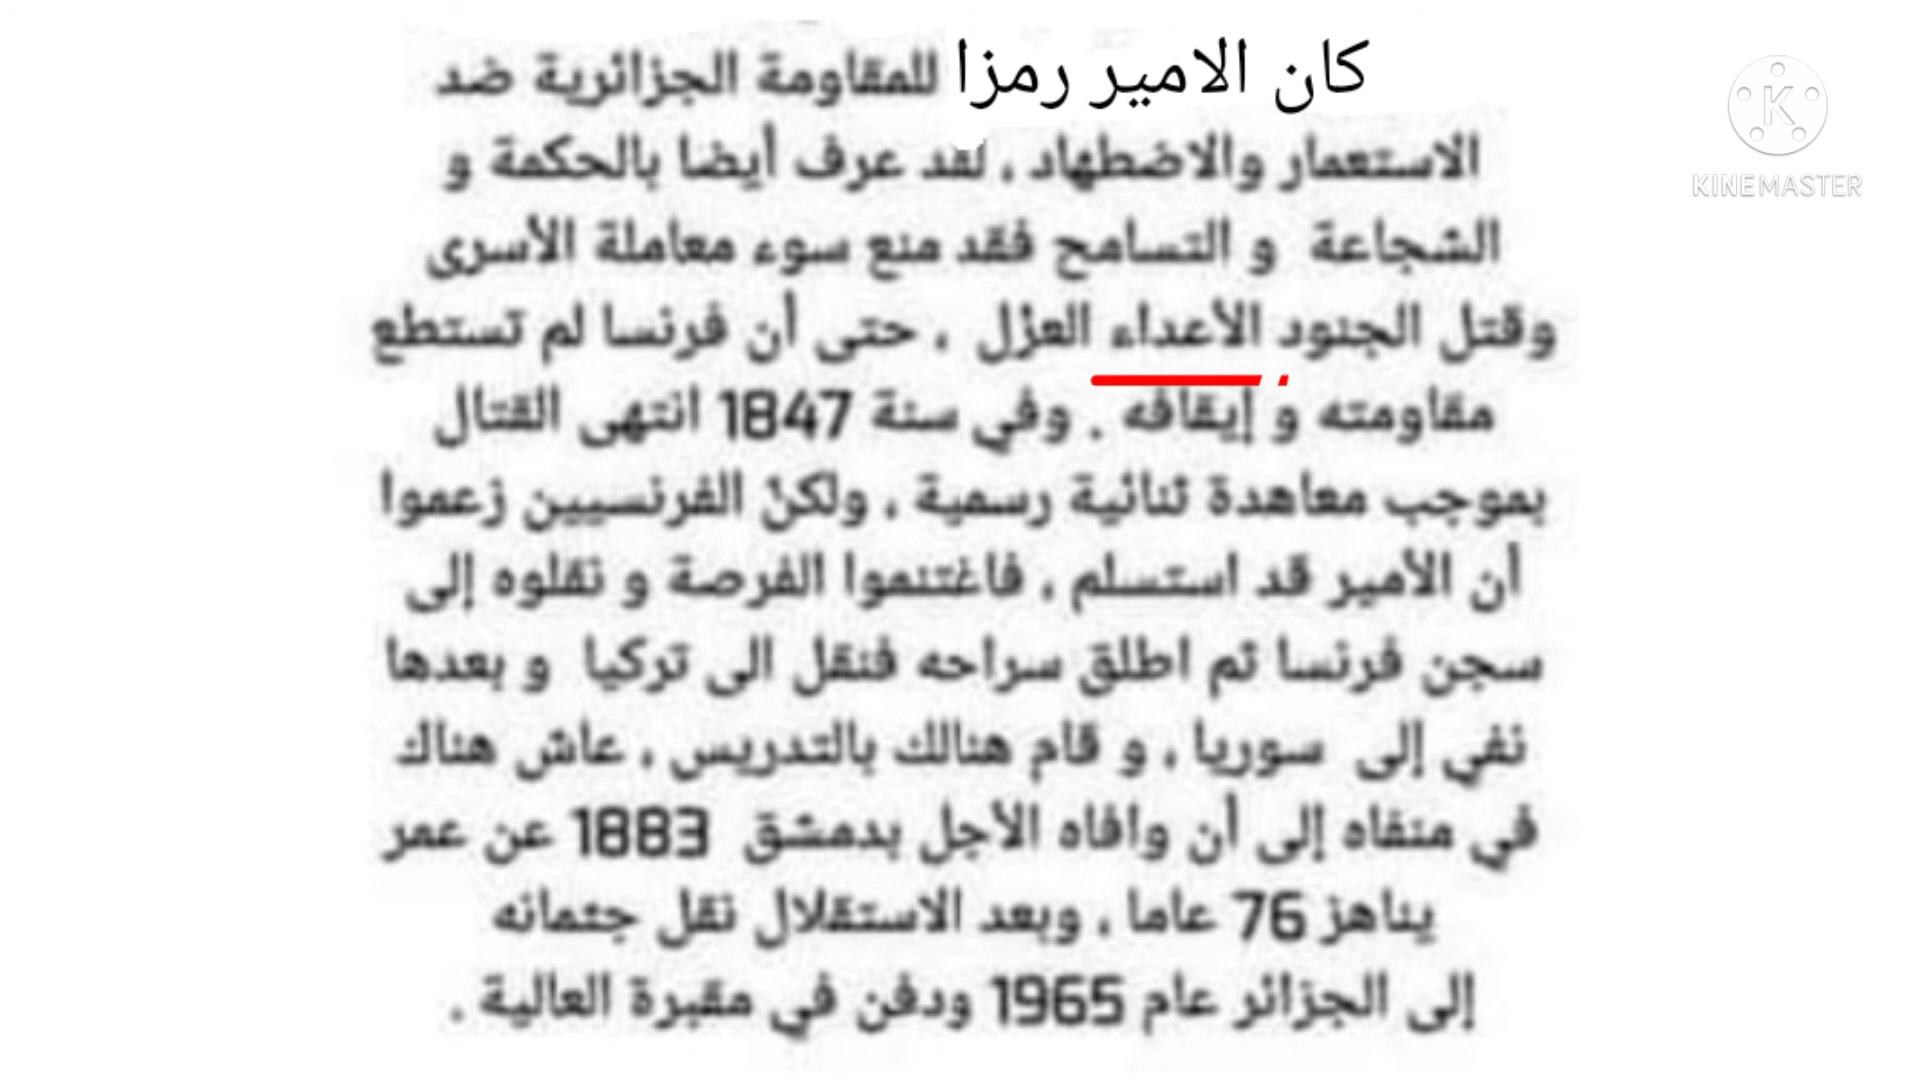 كان الامير رمزا للمقاومة الجزائرية ضد
الاستعمار والاضطهاد ، لقد عرف أيضا بالحكمة و
الشجاعة و التسامح فقد منع سوء معاملة الأسرى
وقتل الجنود الأعداء العزّل ، حتى أن فرنسا لم تستطع
مقاومته و إيقافه . وفي سنة 1847 انتهى القتال
بموجب معاهدة ثنائية رسمية ، ولكنّ الفرنسيين زعموا
أن الأمير قد استسلم ، فاغتنموا الفرصة و نقلوه إلى
سجن فرنسا ثم اطلق سراحه فنقل الى تركيا و بعدها
نفي إلى سوريا ، و قام هنالك بالتدريس ، عاش هناك
في منفاه إلى أن وافاه الأجل بدمشق 1883 عن عمر
يناهز 76 عاما ، وبعد الاستقلال نقل جثمانه
إلى الجزائر عام 1965 ودفن في مقبرة العالية .
K
KINEMASTER